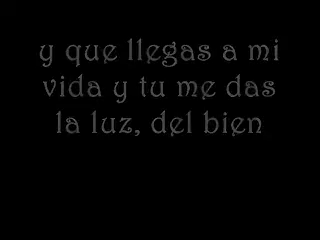 y que llegas a mi
vida y tu me das
la luz, del bien